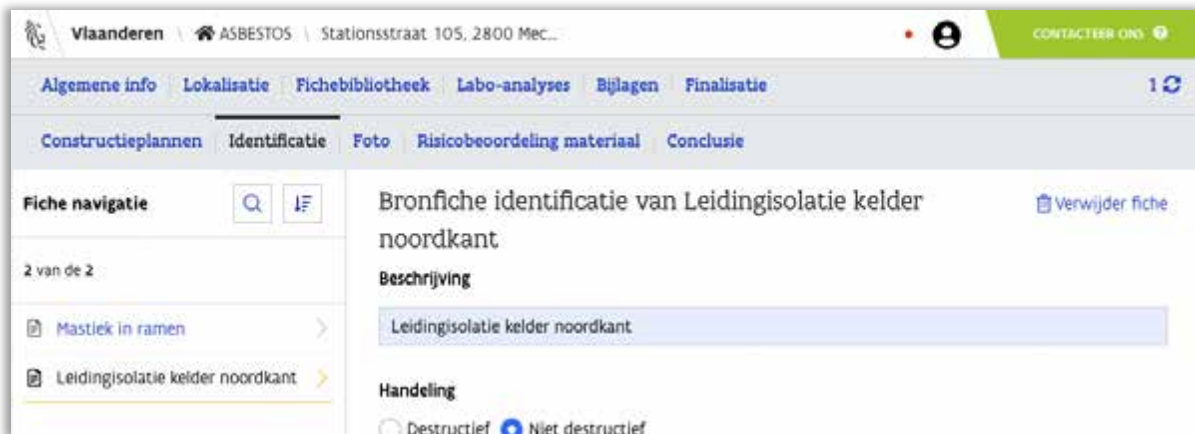 Vlaanderen \ ASBESTOS \ Stationsstraat 105, 2800 Mec...
CONTACTEER ONS ?
Algemene info Lokalisatie Fichebibliotheek Labo-analyses Bijlagen Finalisatie 1
Constructieplannen Identificatie Foto Risicobeoordeling materiaal Conclusie
Fiche navigatie
2 van de 2
Mastiek in ramen
Leidingisolatie kelder noordkant
Bronfiche identificatie van Leidingisolatie kelder
noordkant
Verwijder fiche
Beschrijving
Leidingisolatie kelder noordkant
Handeling
Destructief Niet destructief